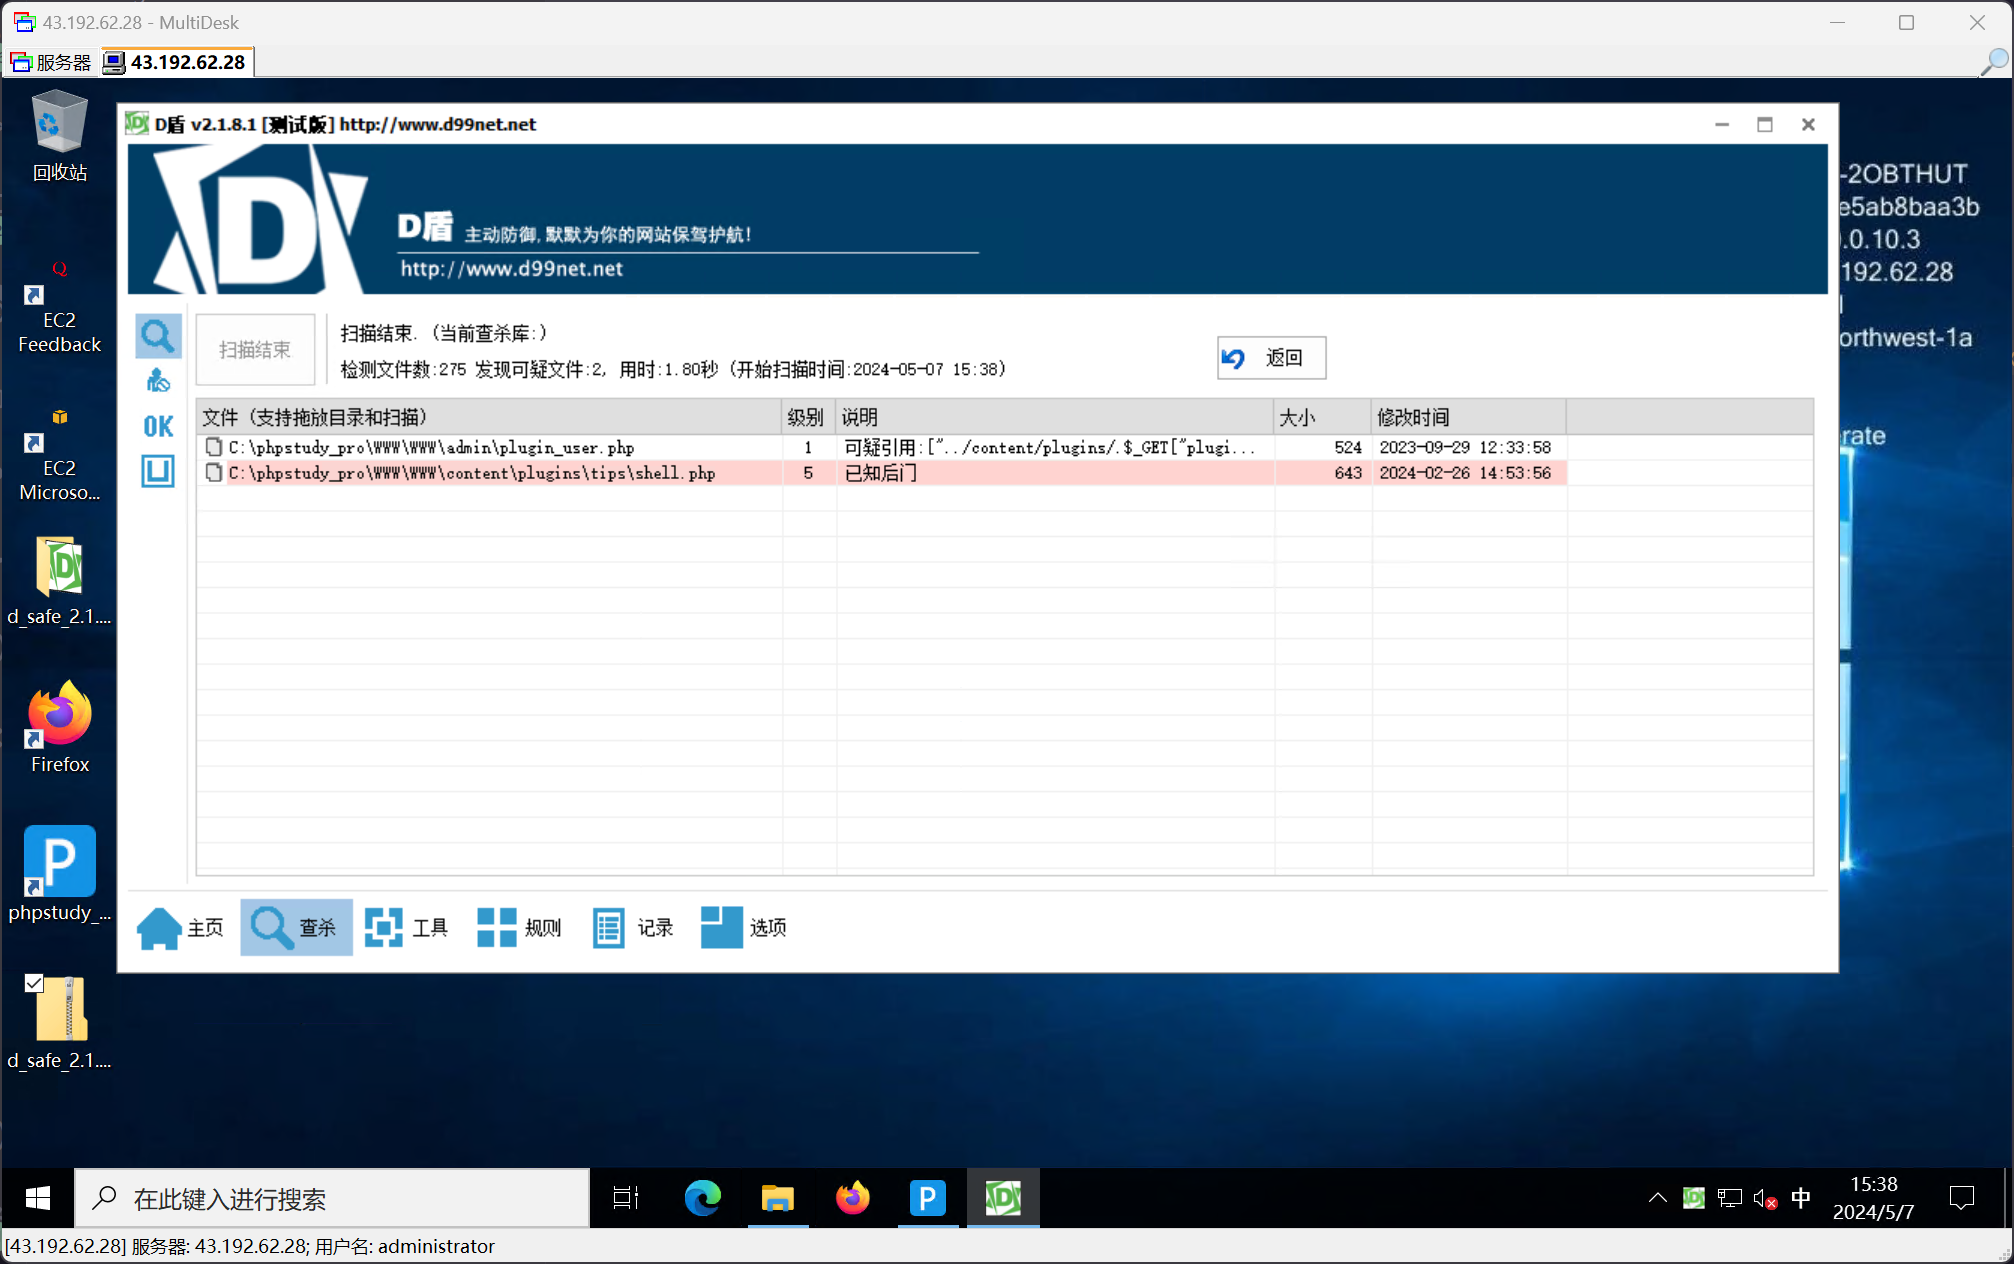 43.192.62.28 - MultiDesk
服务器
43.192.62.28
回收站
EC2
Feedback
EC2
Microso...
d_safe_2.1....
Firefox
phpstudy_...
d_safe_2.1....
D盾 v2.1.8.1 [测试版] http://www.d99net.net
D盾 主动防御,默默为你的网站保驾护航!
http://www.d99net.net
扫描结束
扫描结束. (当前查杀库:)
检测文件数:275 发现可疑文件:2, 用时:1.80秒 (开始扫描时间:2024-05-07 15:38)
返回
OK
文件 (支持拖放目录和扫描) 级别 说明 大小 修改时间
C:\phpstudy_pro\WWW\WWW\admin\plugin_user.php 1 可疑引用:["../content/plugins/.$_GET["plugi... 524 2023-09-29 12:33:58
C:\phpstudy_pro\WWW\WWW\content\plugins\tips\shell.php 5 已知后门 643 2024-02-26 14:53:56
主页 查杀 工具 规则 记录 选项
-2OBTHUT
e5ab8baa3b
.0.10.3
192.62.28
orthwest-1a
rate
在此键入进行搜索
中
15:38
2024/5/7
[43.192.62.28] 服务器: 43.192.62.28; 用户名: administrator